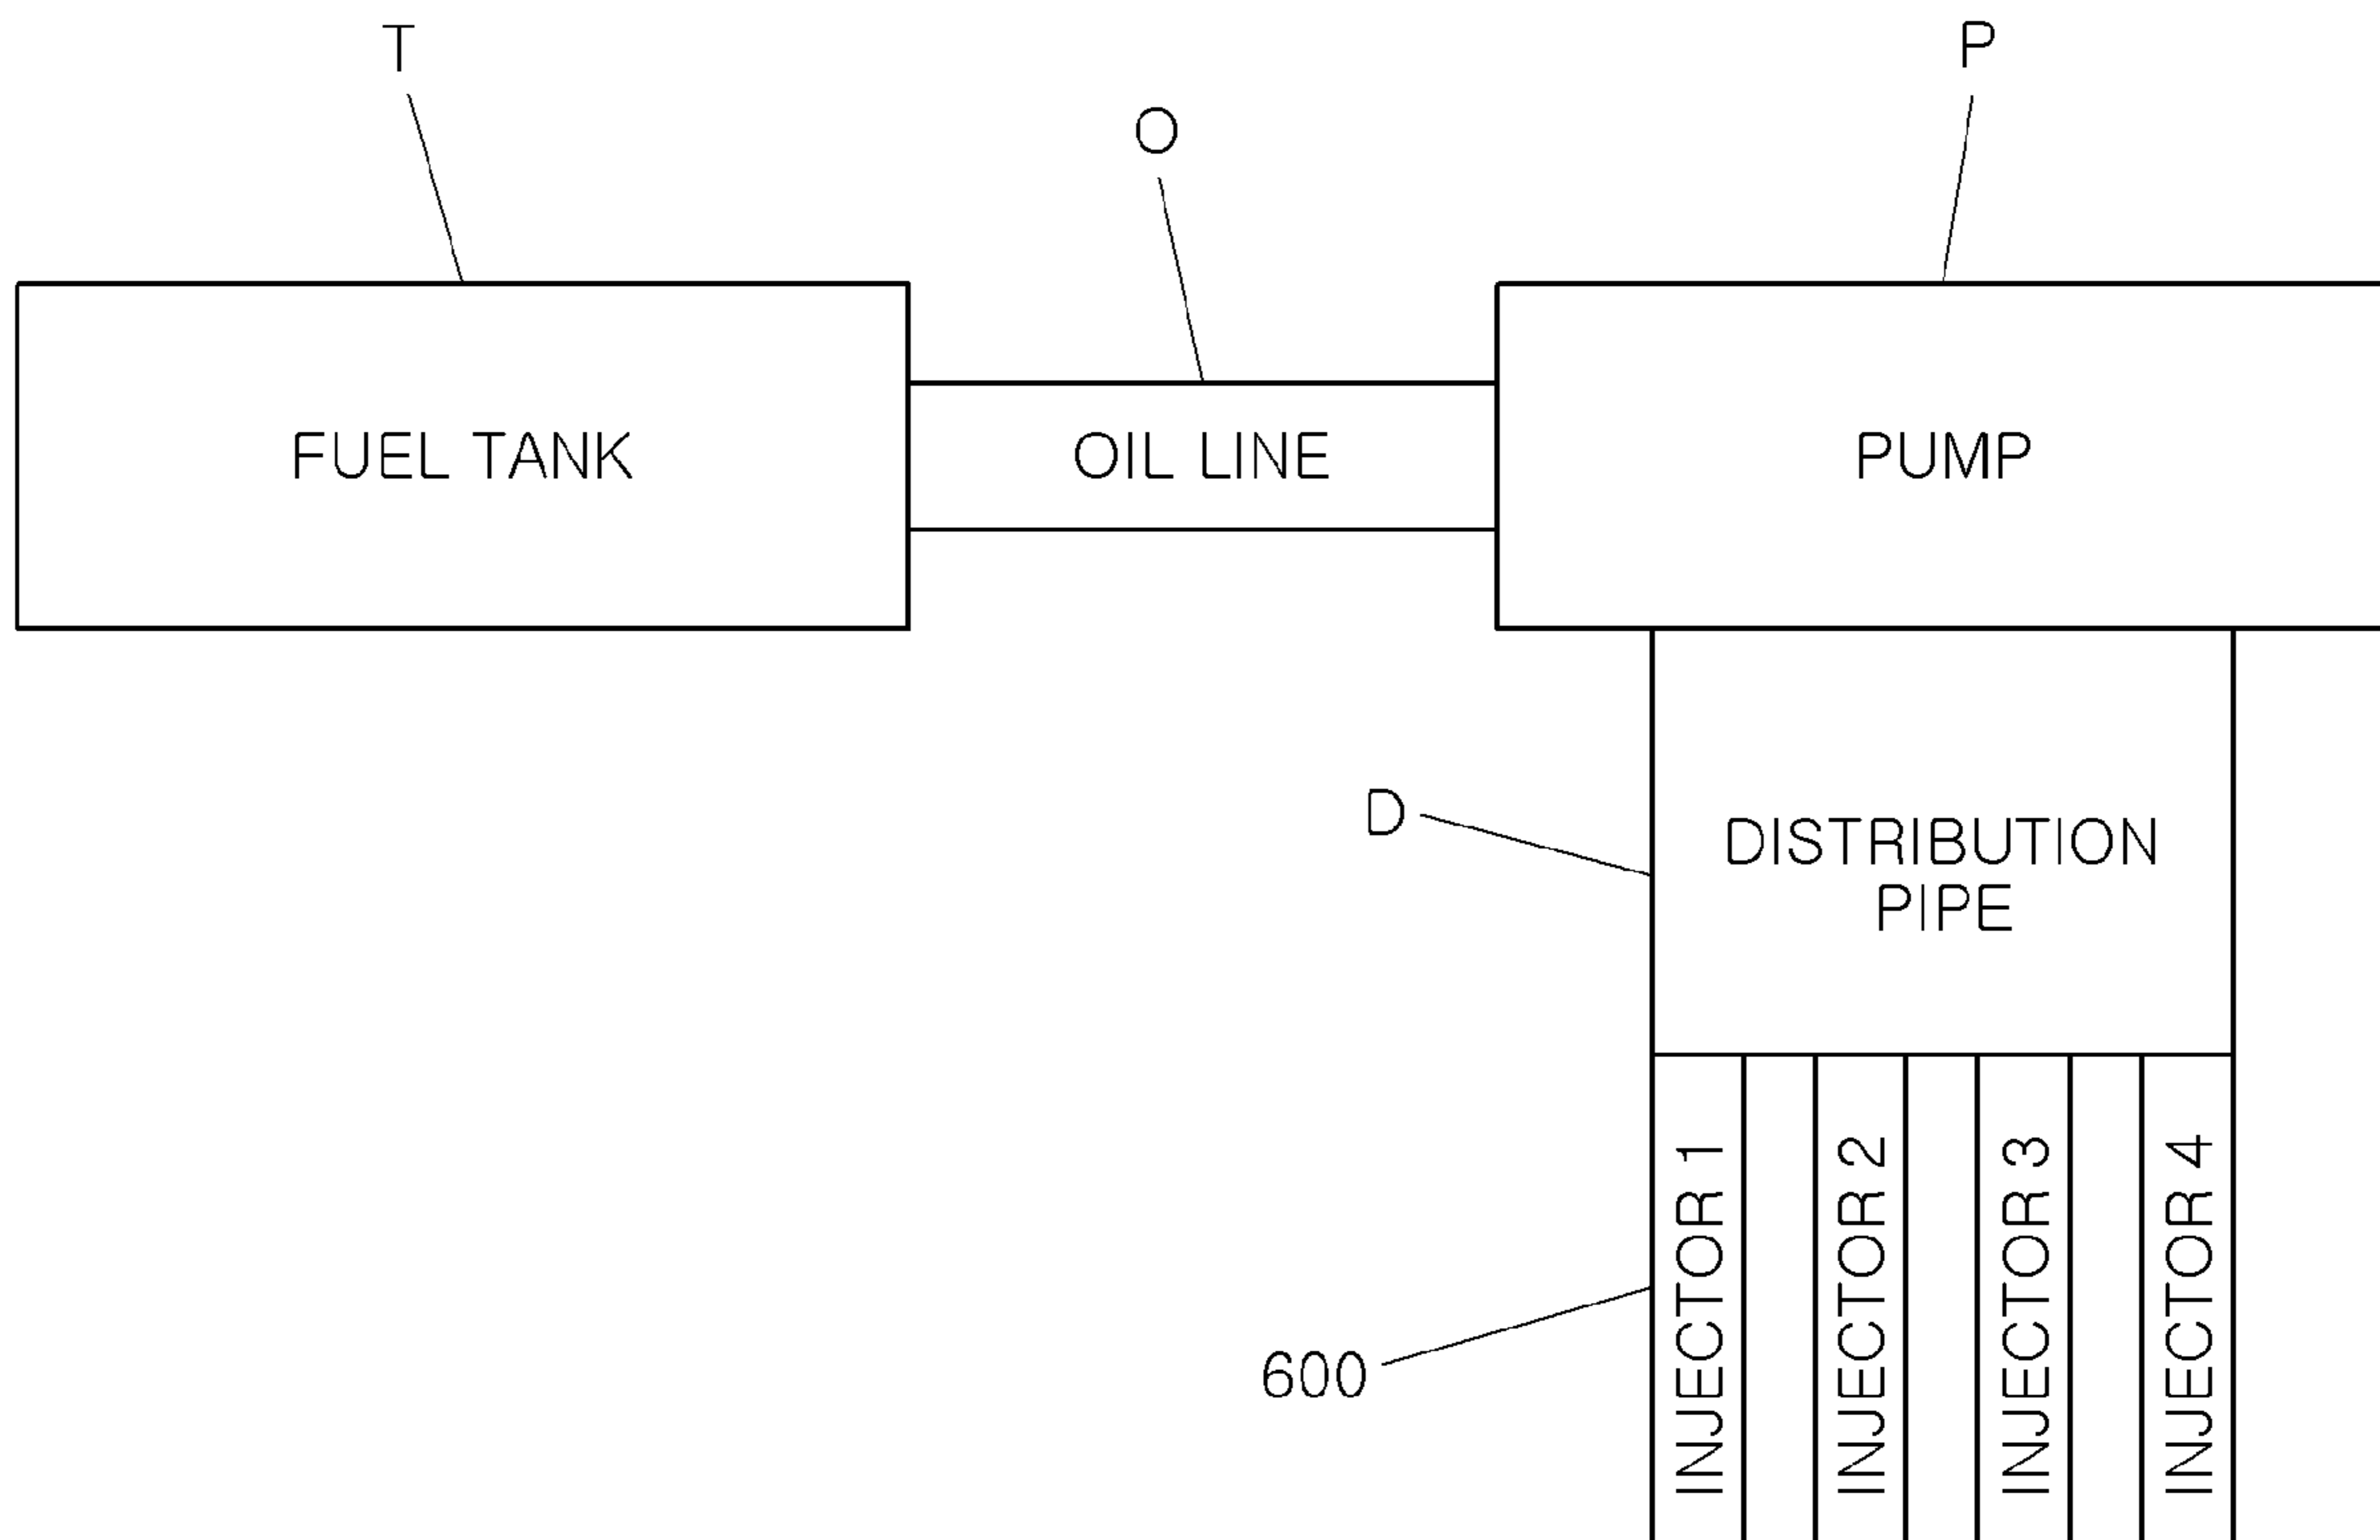 T
P
O
FUEL TANK
OIL LINE
PUMP
D
DISTRIBUTION
PIPE
INJECTOR 1
INJECTOR 2
INJECTOR 3
INJECTOR 4
600